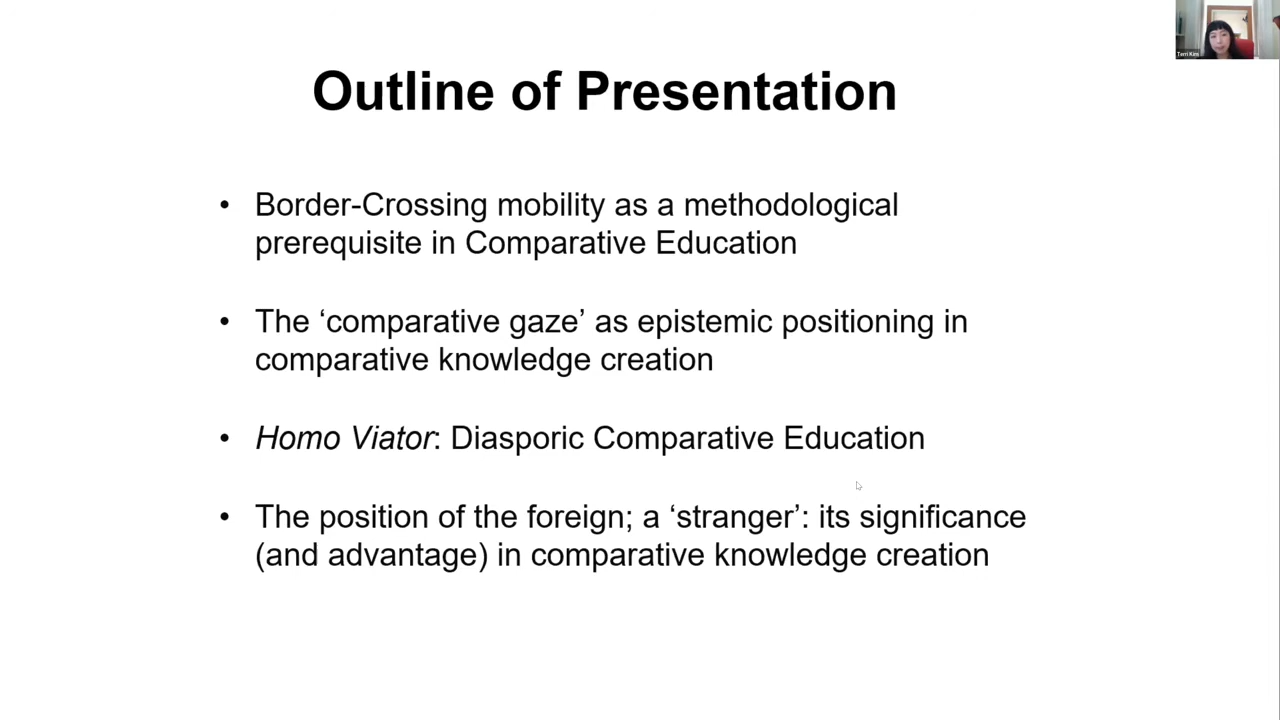 Outline of Presentation
• Border-Crossing mobility as a methodological
prerequisite in Comparative Education
• The ‘comparative gaze’ as epistemic positioning in
comparative knowledge creation
• Homo Viator: Diasporic Comparative Education
• The position of the foreign; a ‘stranger’: its significance
(and advantage) in comparative knowledge creation
Terri Kim